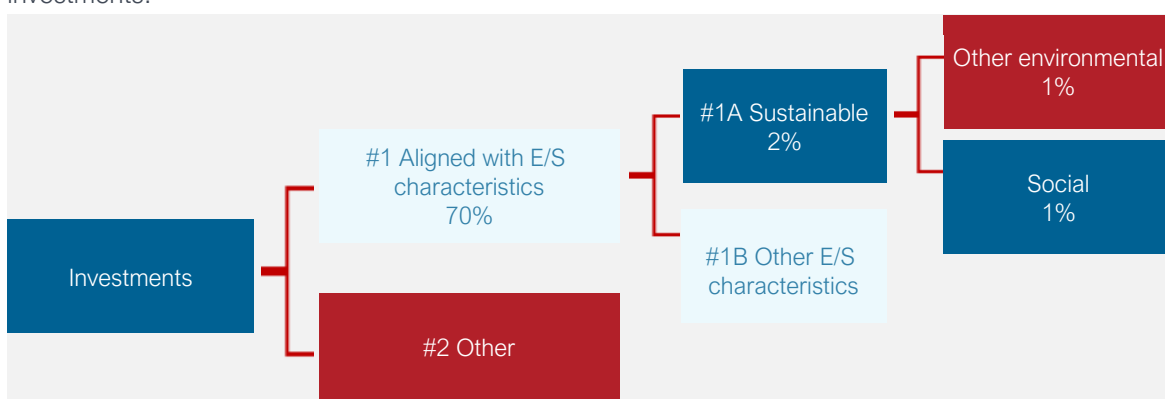 investments.
Other environmental
1%
#1A Sustainable
2%
#1 Aligned with E/S
characteristics
70%
Social
1%
#1B Other E/S
characteristics
Investments
#2 Other